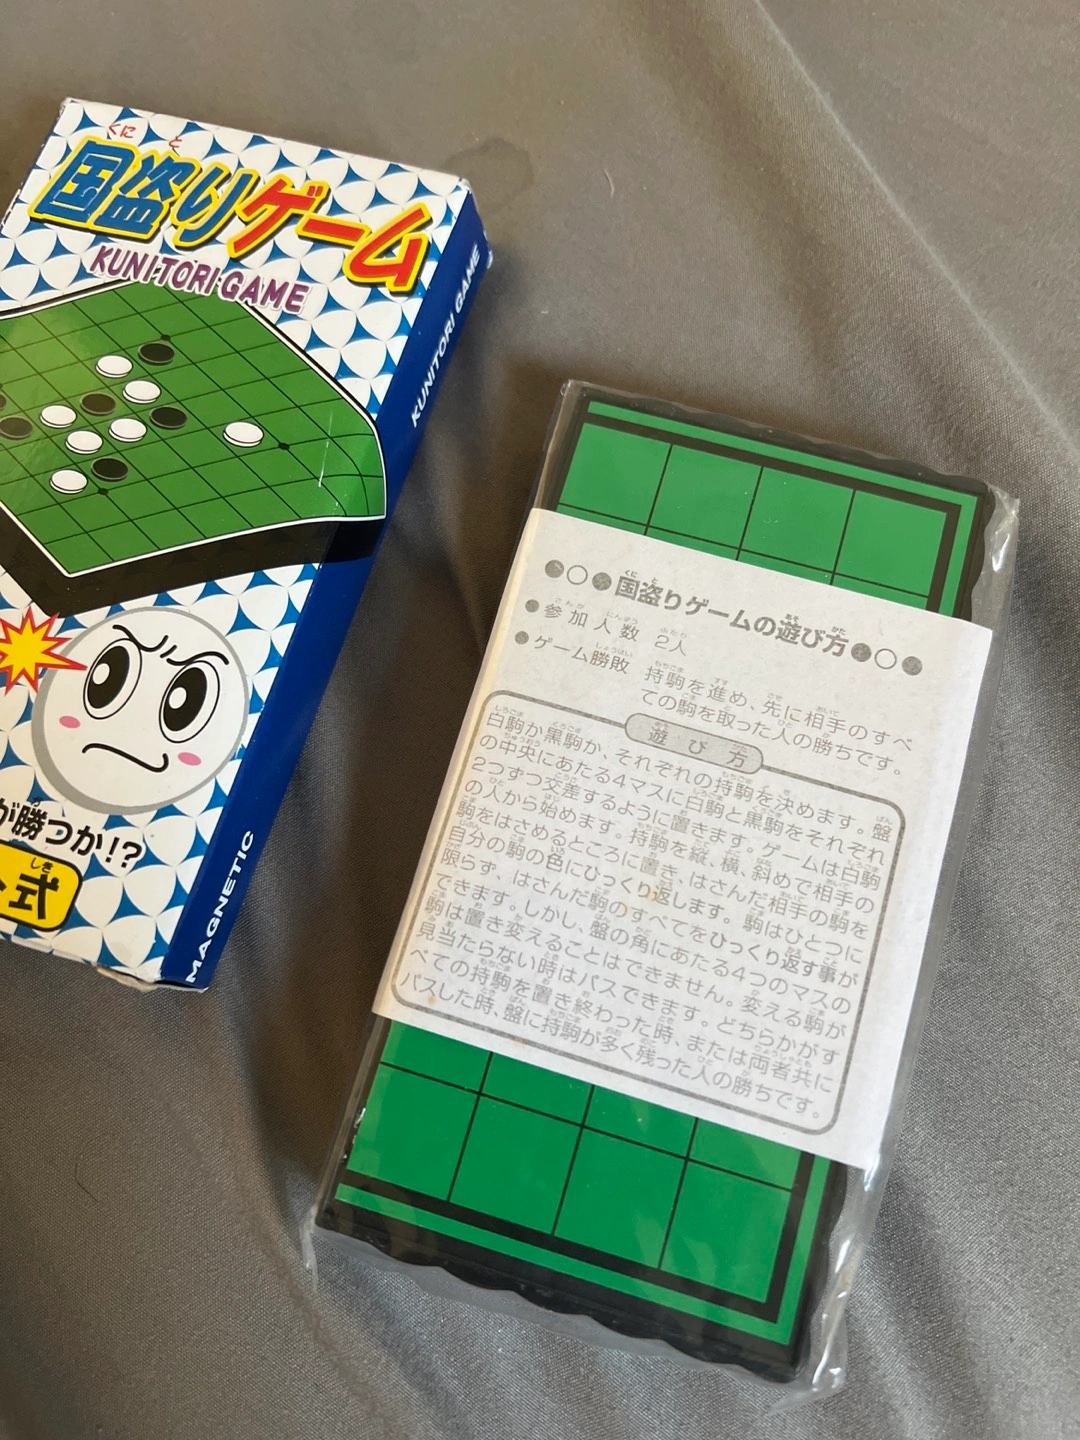 くに と
国盗りゲーム
KUNI-TORI-GAME
KUNITORI GAME
が勝つか!?
式
MAGNETIC
●○●国盗りゲームの遊び方●○●
●参加人数 2人
●ゲーム勝敗 持駒を進め、先に相手のすべ
ての駒を取った人の勝ちです。
遊び方
白駒か黒駒か、それぞれの持駒を決めます。盤
の中央にあたる4マスに白駒と黒駒をそれぞれ
2つずつ交差するように置きます。ゲームは白駒
の人から始めます。持駒を縦、横、斜めで相手の
駒をはさめるところに置き、はさんだ相手の駒を
自分の駒の色にひっくり返します。駒はひとつに
限らず、はさんだ駒のすべてをひっくり返す事が
できます。しかし、盤の角にあたる4つのマスの
駒は置き変えることはできません。変える駒が
見当たらない時はパスできます。どちらかがす
べての持駒を置き終わった時、または両者共に
パスした時、盤に持駒が多く残った人の勝ちです。